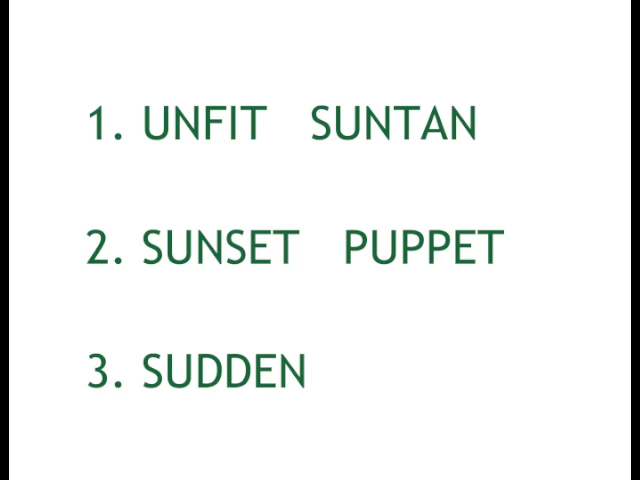 1. UNFIT SUNTAN
2. SUNSET PUPPET
3. SUDDEN